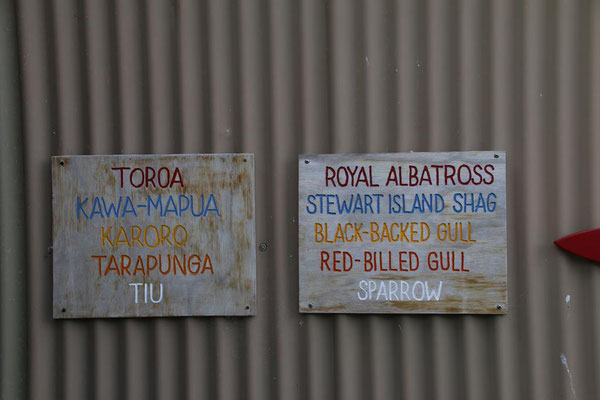 TOROA
KAWA-MAPUA
KARORO
TARAPUNGA
TIU
ROYAL ALBATROSS
STEWART ISLAND SHAG
BLACK-BACKED GULL
RED-BILLED GULL
SPARROW